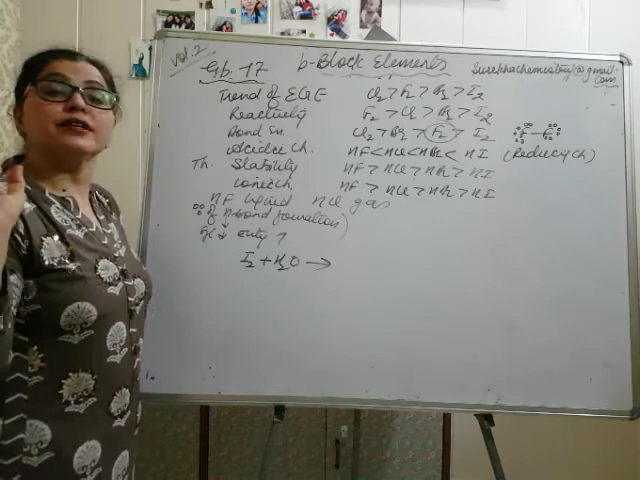 Vol. 2
Gp. 17 p-Block Elements Surekhachemistry@gmail.com
Trend of EGE Cl2 > F2 > Br2 > I2
Reactivity F2 > Cl > Br2 > I2
Bond En. Cl2 > Br2 > F2 > I2 F – F
Acidic Ch. HF < HCl < HBr < HI (Reducing ch)
Th. Stability HF > HCl > HBr > HI
Ionic ch. HF > HCl > HBr > HI
HF liquid HCl gas
of H bond formation)
I2 + H2O →